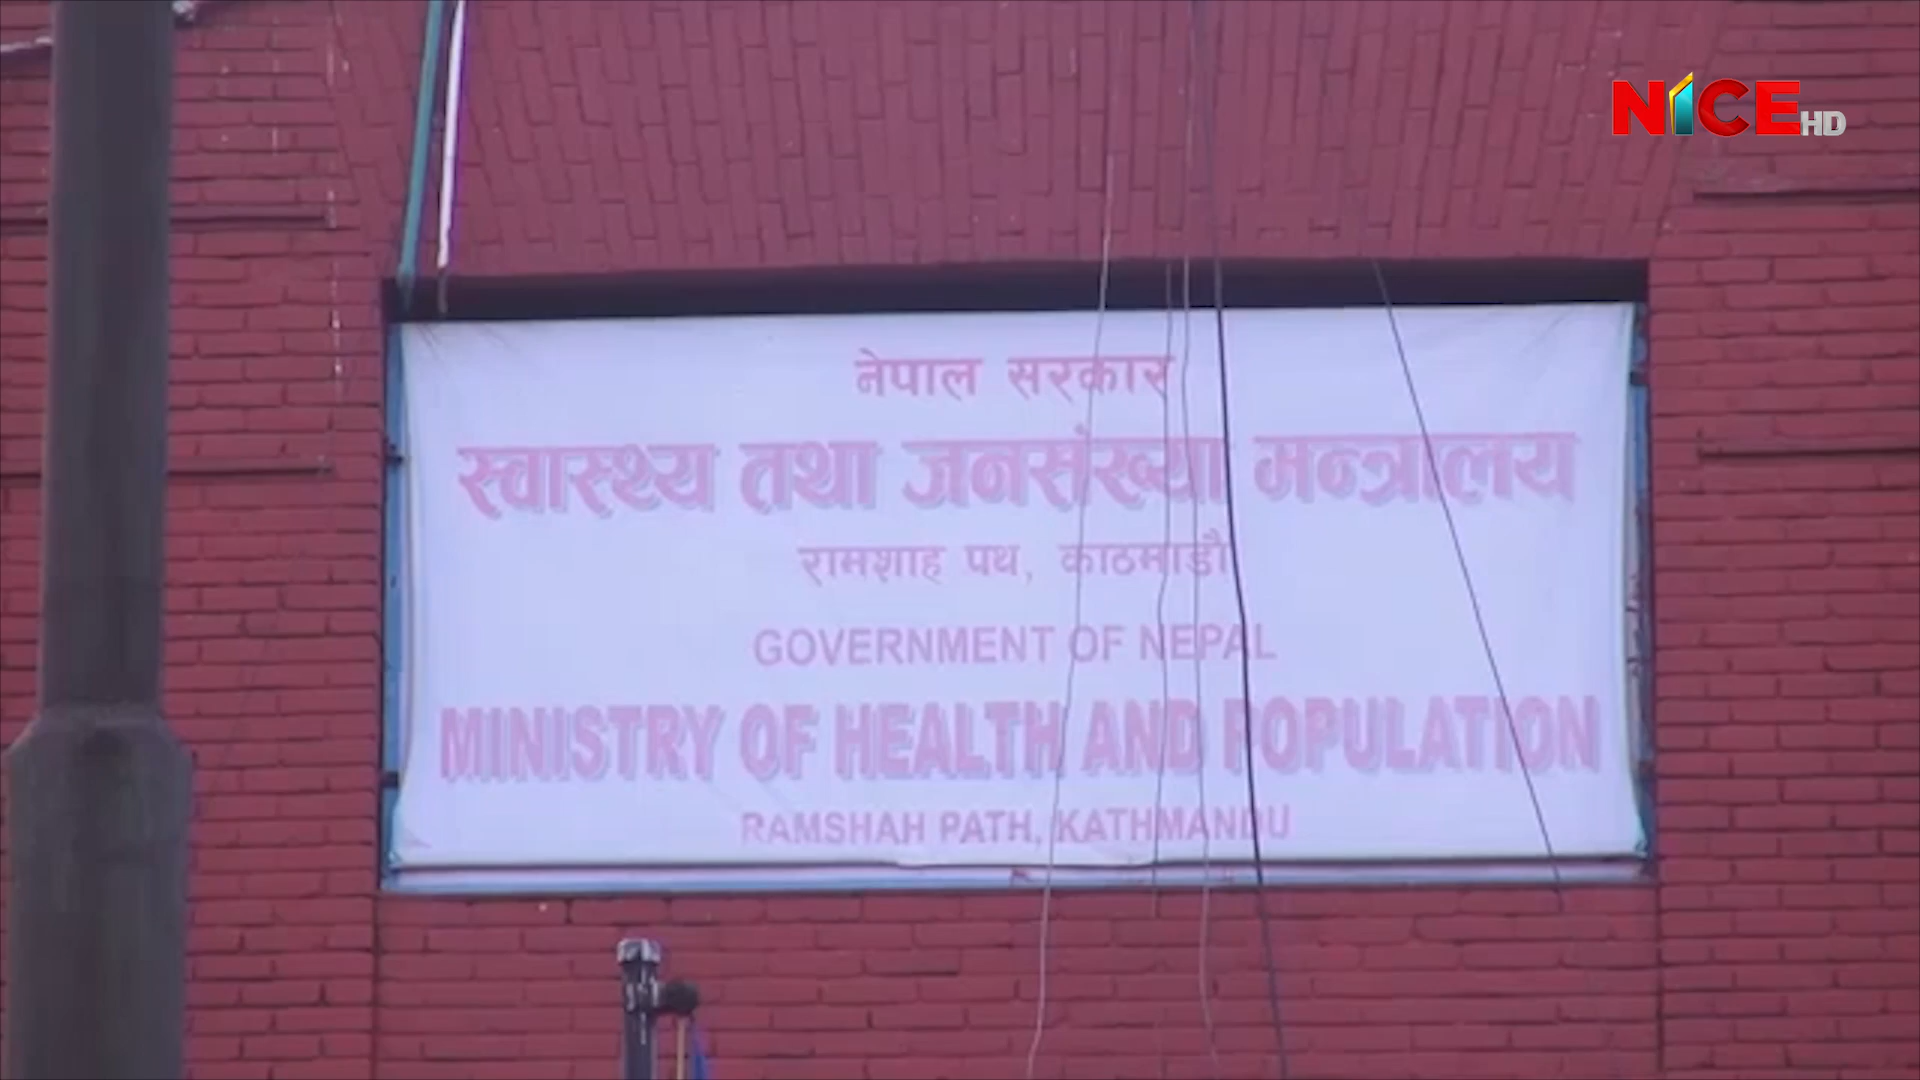 NICE HD
नेपाल सरकार
स्वास्थ्य तथा जनसंख्या मन्त्रालय
रामशाह पथ, काठमाडौं
GOVERNMENT OF NEPAL
MINISTRY OF HEALTH AND POPULATION
RAMSHAH PATH, KATHMANDU